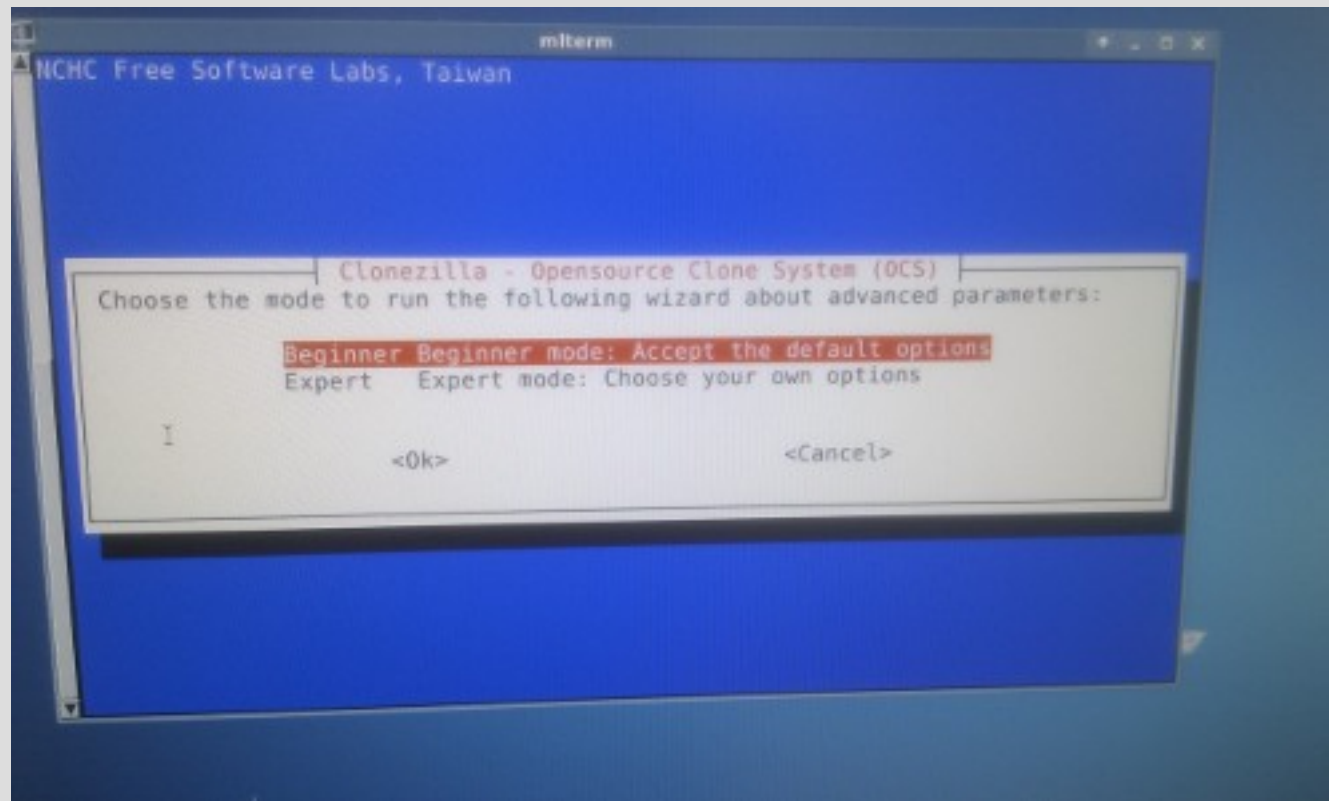 mlterm
NCHC Free Software Labs, Taiwan
Clonezilla - Opensource Clone System (OCS)
Choose the mode to run the following wizard about advanced parameters:
Beginner Beginner mode: Accept the default options
Expert Expert mode: Choose your own options
<Ok> <Cancel>